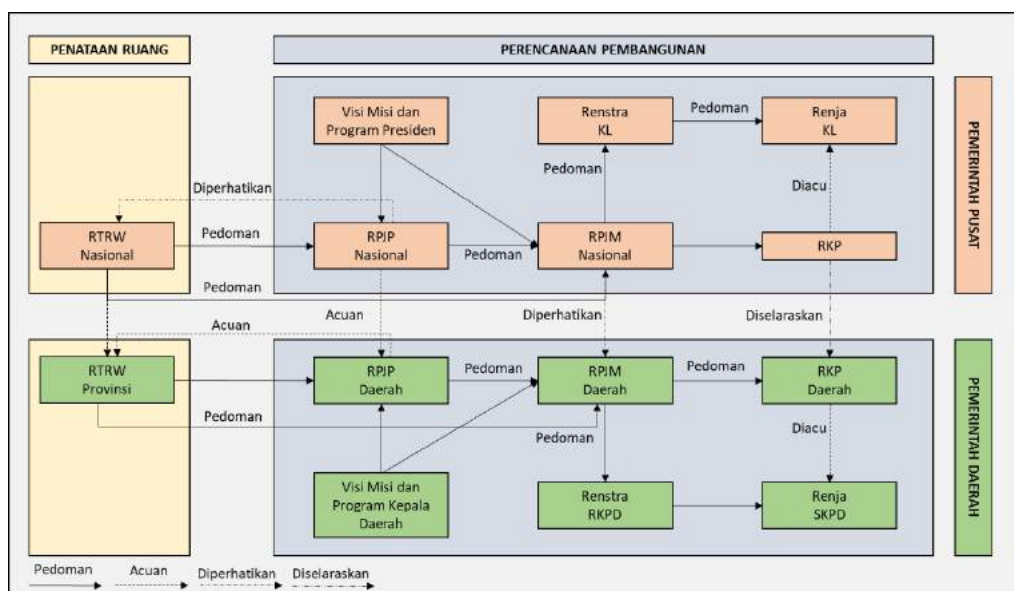 PENATAAN RUANG
PERENCANAAN PEMBANGUNAN
Visi Misi dan
Program Presiden
Renstra
KL
Pedoman
Renja
KL
PEMERINTAH PUSAT
Pedoman
Diperhatikan
Diacu
RTRW
Nasional
Pedoman
RPJP
Nasional
Pedoman
RPJM
Nasional
RKP
Pedoman
Acuan
Acuan
Diperhatikan
Diselaraskan
RTRW
Provinsi
RPJP
Daerah
Pedoman
RPJM
Daerah
Pedoman
RKP
Daerah
PEMERINTAH DAERAH
Pedoman
Pedoman
Diacu
Visi Misi dan
Program Kepala
Daerah
Renstra
RKPD
Renja
SKPD
Pedoman
Acuan
Diperhatikan
Diselaraskan